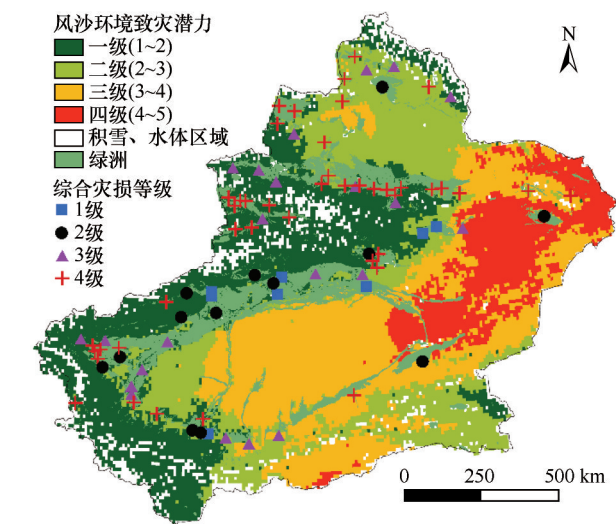 风沙环境致灾潜力
一级(1~2)
二级(2~3)
三级(3~4)
四级(4~5)
积雪、水体区域
绿洲
综合灾损等级
1级
2级
3级
4级
N
0 250 500 km